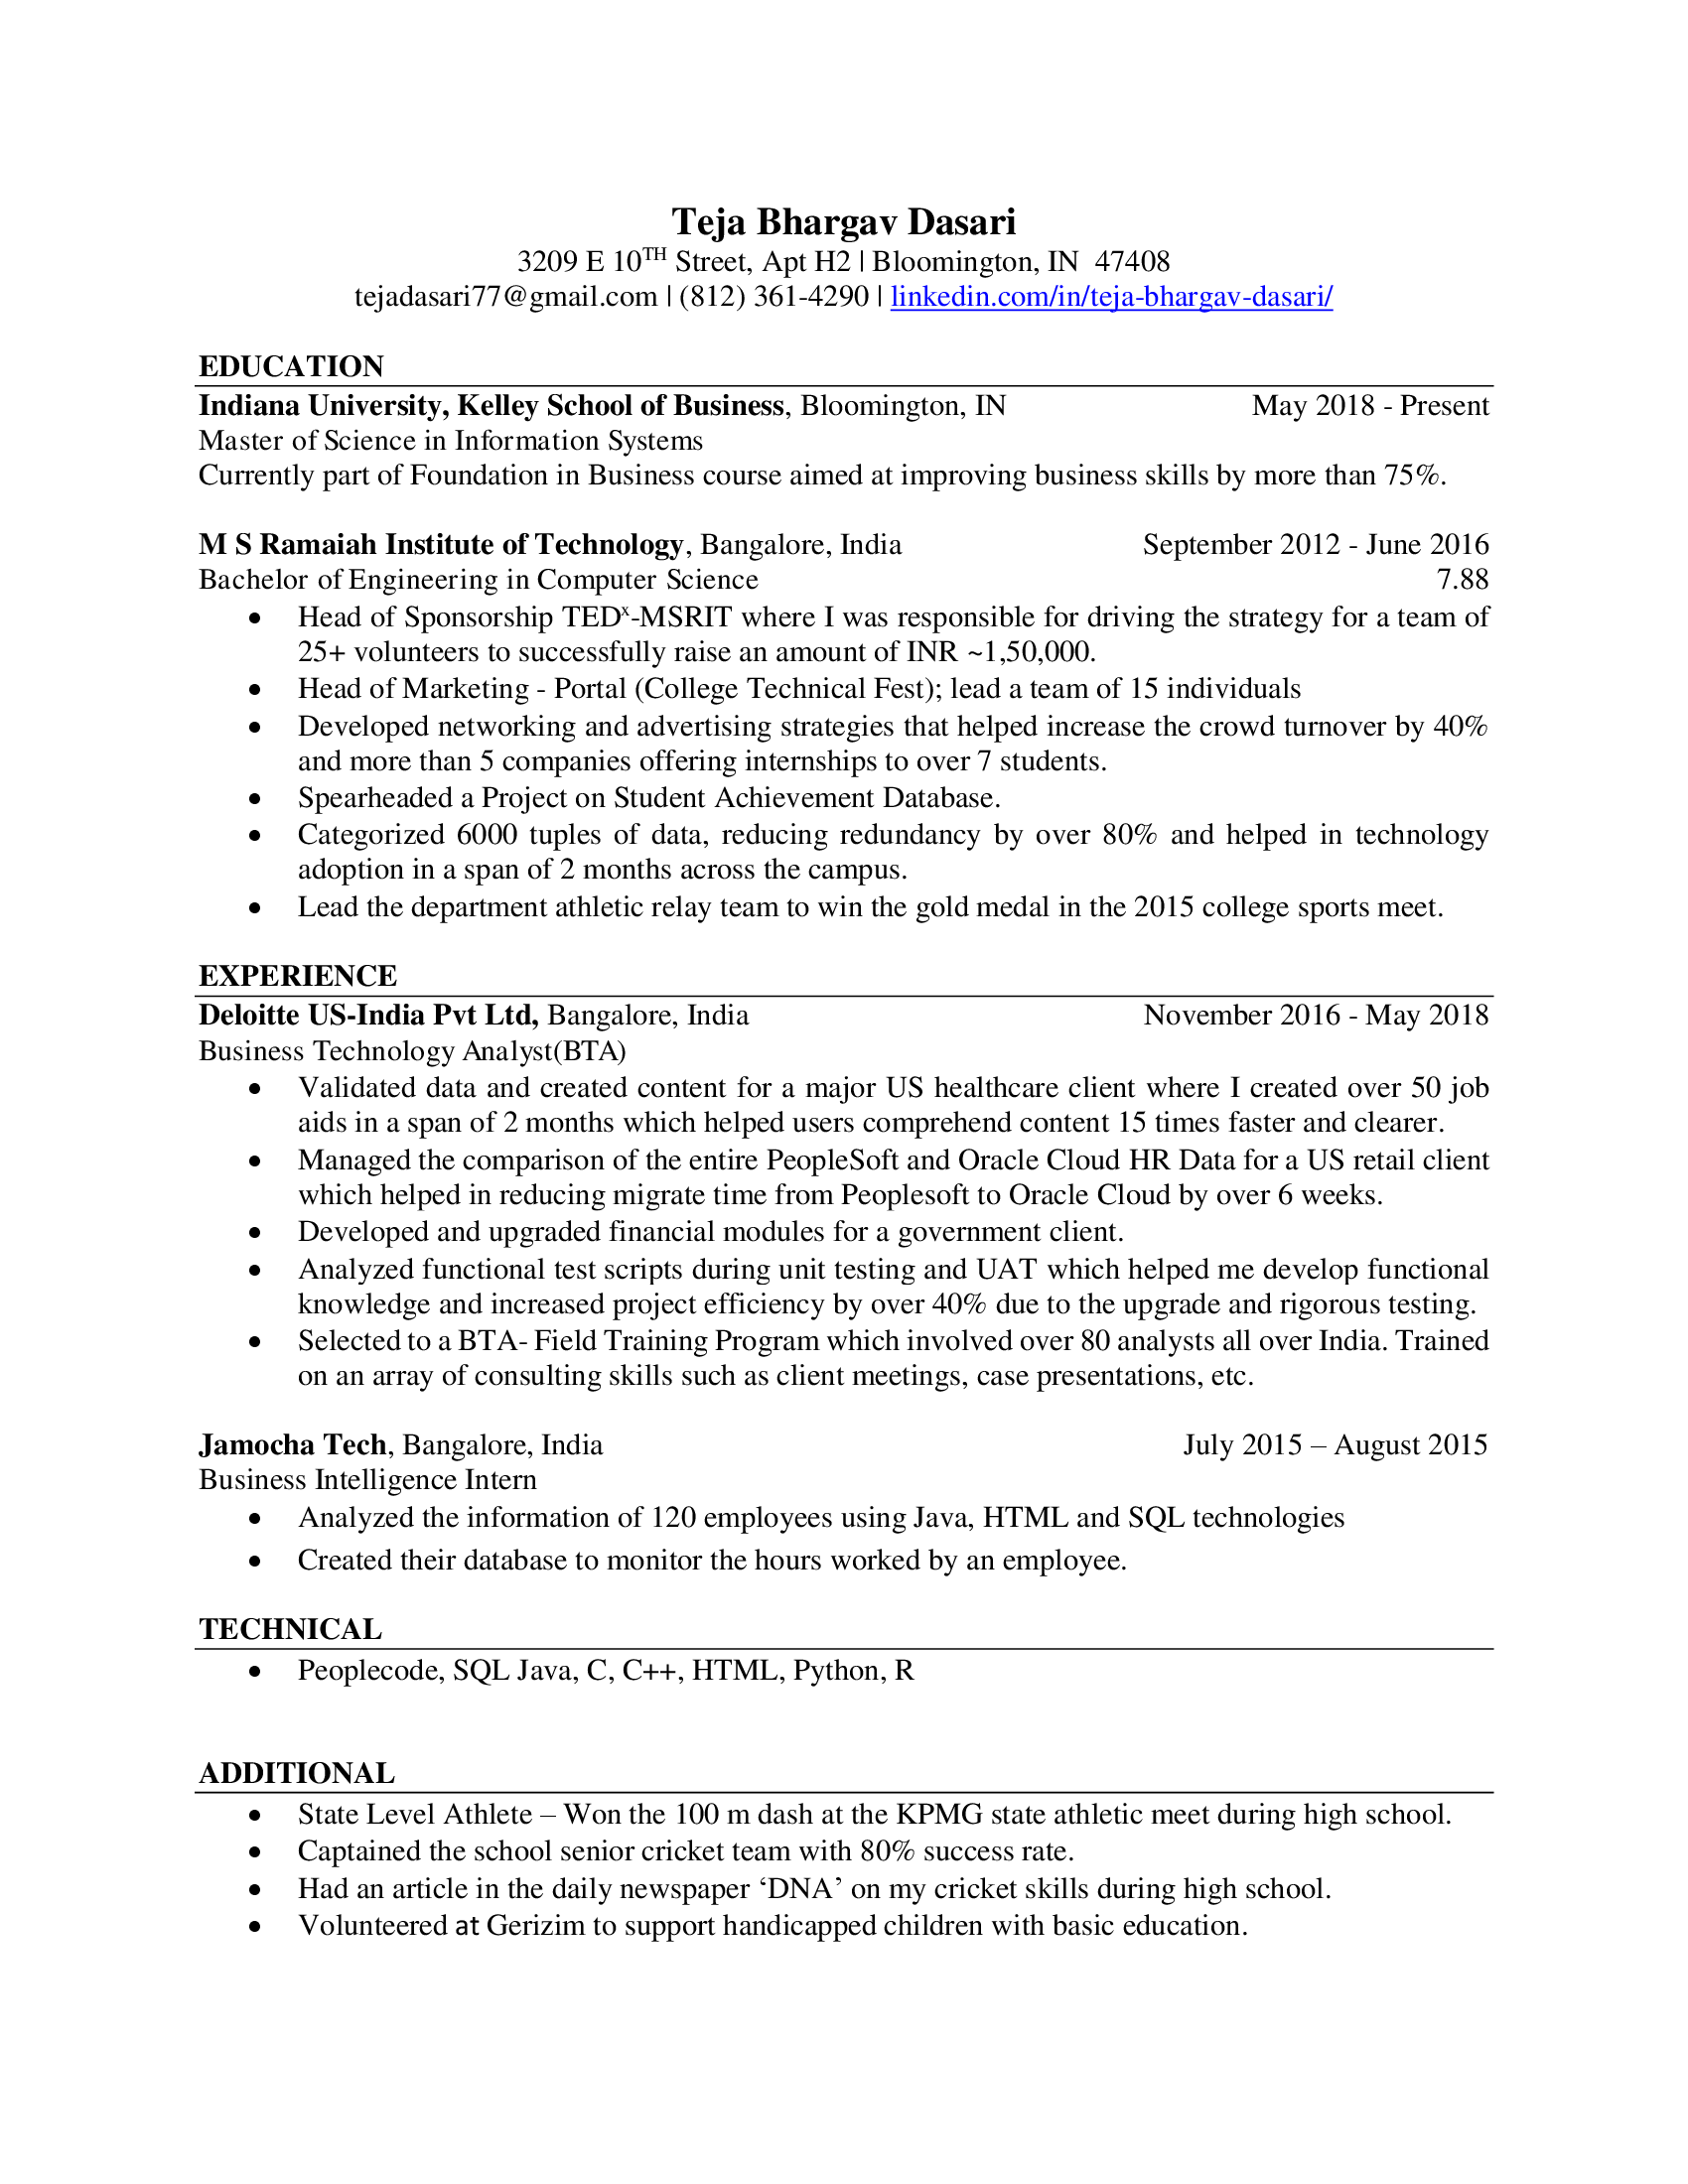 Teja Bhargav Dasari
3209 E 10TH Street, Apt H2 | Bloomington, IN  47408
tejadasari77@gmail.com | (812) 361-4290 | linkedin.com/in/teja-bhargav-dasari/
EDUCATION
Indiana University, Kelley School of Business, Bloomington, IN May 2018 - Present
Master of Science in Information Systems
Currently part of Foundation in Business course aimed at improving business skills by more than 75%.
M S Ramaiah Institute of Technology, Bangalore, India September 2012 - June 2016
Bachelor of Engineering in Computer Science 7.88
• Head of Sponsorship TEDx-MSRIT where I was responsible for driving the strategy for a team of
25+ volunteers to successfully raise an amount of INR ~1,50,000.
• Head of Marketing - Portal (College Technical Fest); lead a team of 15 individuals
• Developed networking and advertising strategies that helped increase the crowd turnover by 40%
and more than 5 companies offering internships to over 7 students.
• Spearheaded a Project on Student Achievement Database.
• Categorized 6000 tuples of data, reducing redundancy by over 80% and helped in technology
adoption in a span of 2 months across the campus.
• Lead the department athletic relay team to win the gold medal in the 2015 college sports meet.
EXPERIENCE
Deloitte US-India Pvt Ltd, Bangalore, India November 2016 - May 2018
Business Technology Analyst(BTA)
• Validated data and created content for a major US healthcare client where I created over 50 job
aids in a span of 2 months which helped users comprehend content 15 times faster and clearer.
• Managed the comparison of the entire PeopleSoft and Oracle Cloud HR Data for a US retail client
which helped in reducing migrate time from Peoplesoft to Oracle Cloud by over 6 weeks.
• Developed and upgraded financial modules for a government client.
• Analyzed functional test scripts during unit testing and UAT which helped me develop functional
knowledge and increased project efficiency by over 40% due to the upgrade and rigorous testing.
• Selected to a BTA- Field Training Program which involved over 80 analysts all over India. Trained
on an array of consulting skills such as client meetings, case presentations, etc.
Jamocha Tech, Bangalore, India July 2015 – August 2015
Business Intelligence Intern
• Analyzed the information of 120 employees using Java, HTML and SQL technologies
• Created their database to monitor the hours worked by an employee.
TECHNICAL
• Peoplecode, SQL Java, C, C++, HTML, Python, R
ADDITIONAL
• State Level Athlete – Won the 100 m dash at the KPMG state athletic meet during high school.
• Captained the school senior cricket team with 80% success rate.
• Had an article in the daily newspaper ‘DNA’ on my cricket skills during high school.
• Volunteered at Gerizim to support handicapped children with basic education.